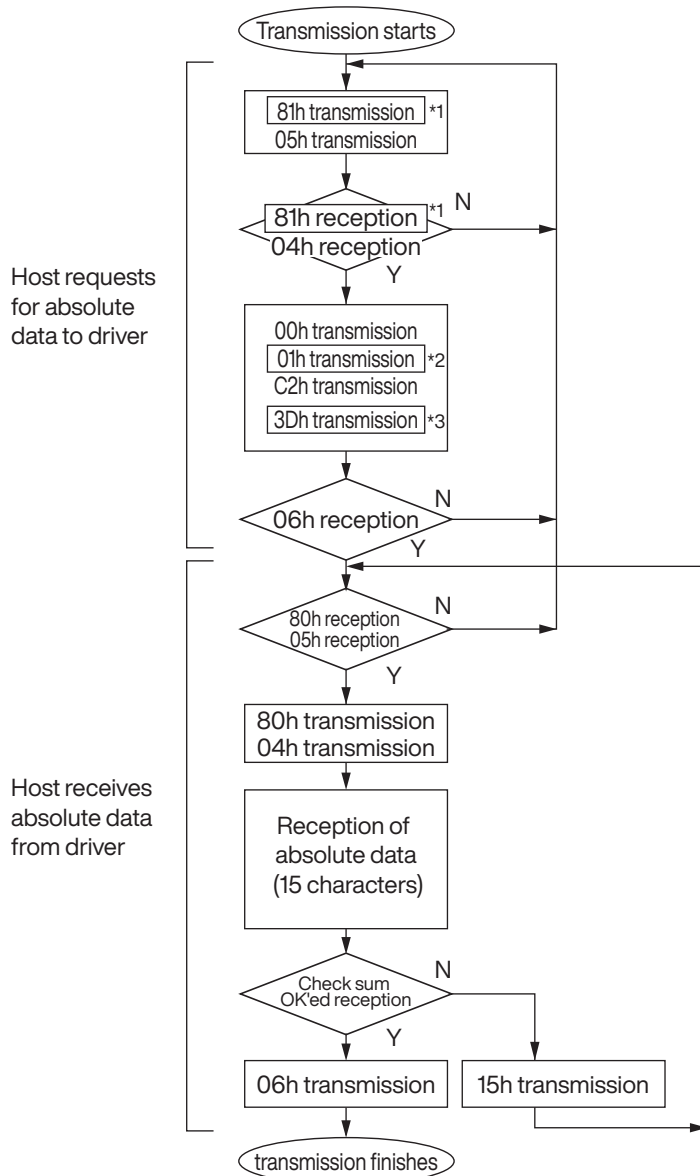 Transmission starts
81h transmission *1
05h transmission
81h reception *1
04h reception
N
Y
Host requests
for absolute
data to driver
00h transmission
01h transmission *2
C2h transmission
3Dh transmission *3
06h reception
N
Y
80h reception
05h reception
N
Y
80h transmission
04h transmission
Host receives
absolute data
from driver
Reception of
absolute data
(15 characters)
Check sum
OK'ed reception
N
Y
06h transmission
15h transmission
transmission finishes